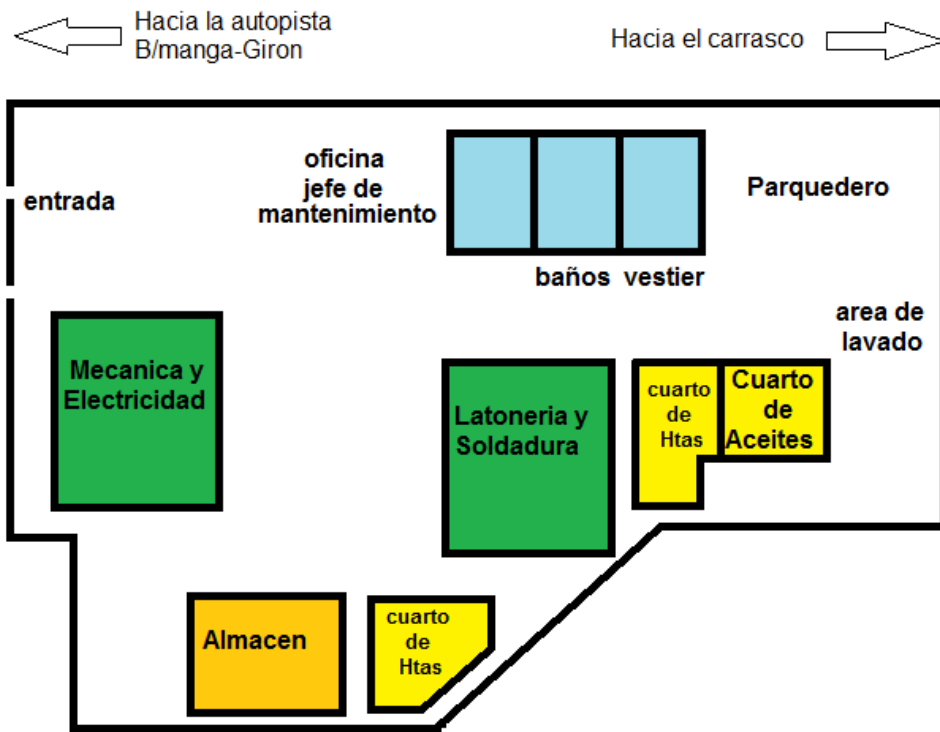 Hacia la autopista
B/manga-Giron
Hacia el carrasco
entrada
oficina
jefe de
mantenimiento
baños vestier
Parquedero
area de
lavado
Mecanica y
Electricidad
Latoneria y
Soldadura
cuarto
de
Htas
Cuarto
de
Aceites
Almacen
cuarto
de
Htas